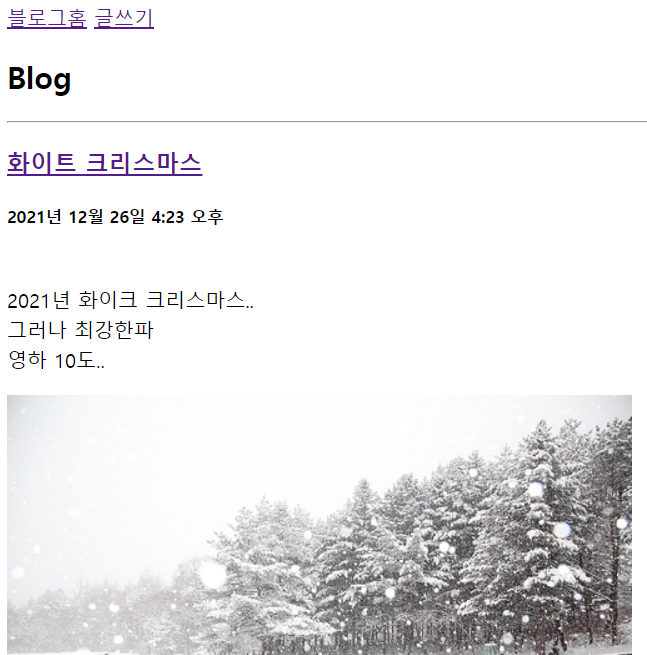 블로그홈 글쓰기
Blog
화이트 크리스마스
2021년 12월 26일 4:23 오후
2021년 화이크 크리스마스..
그러나 최강한파
영하 10도..